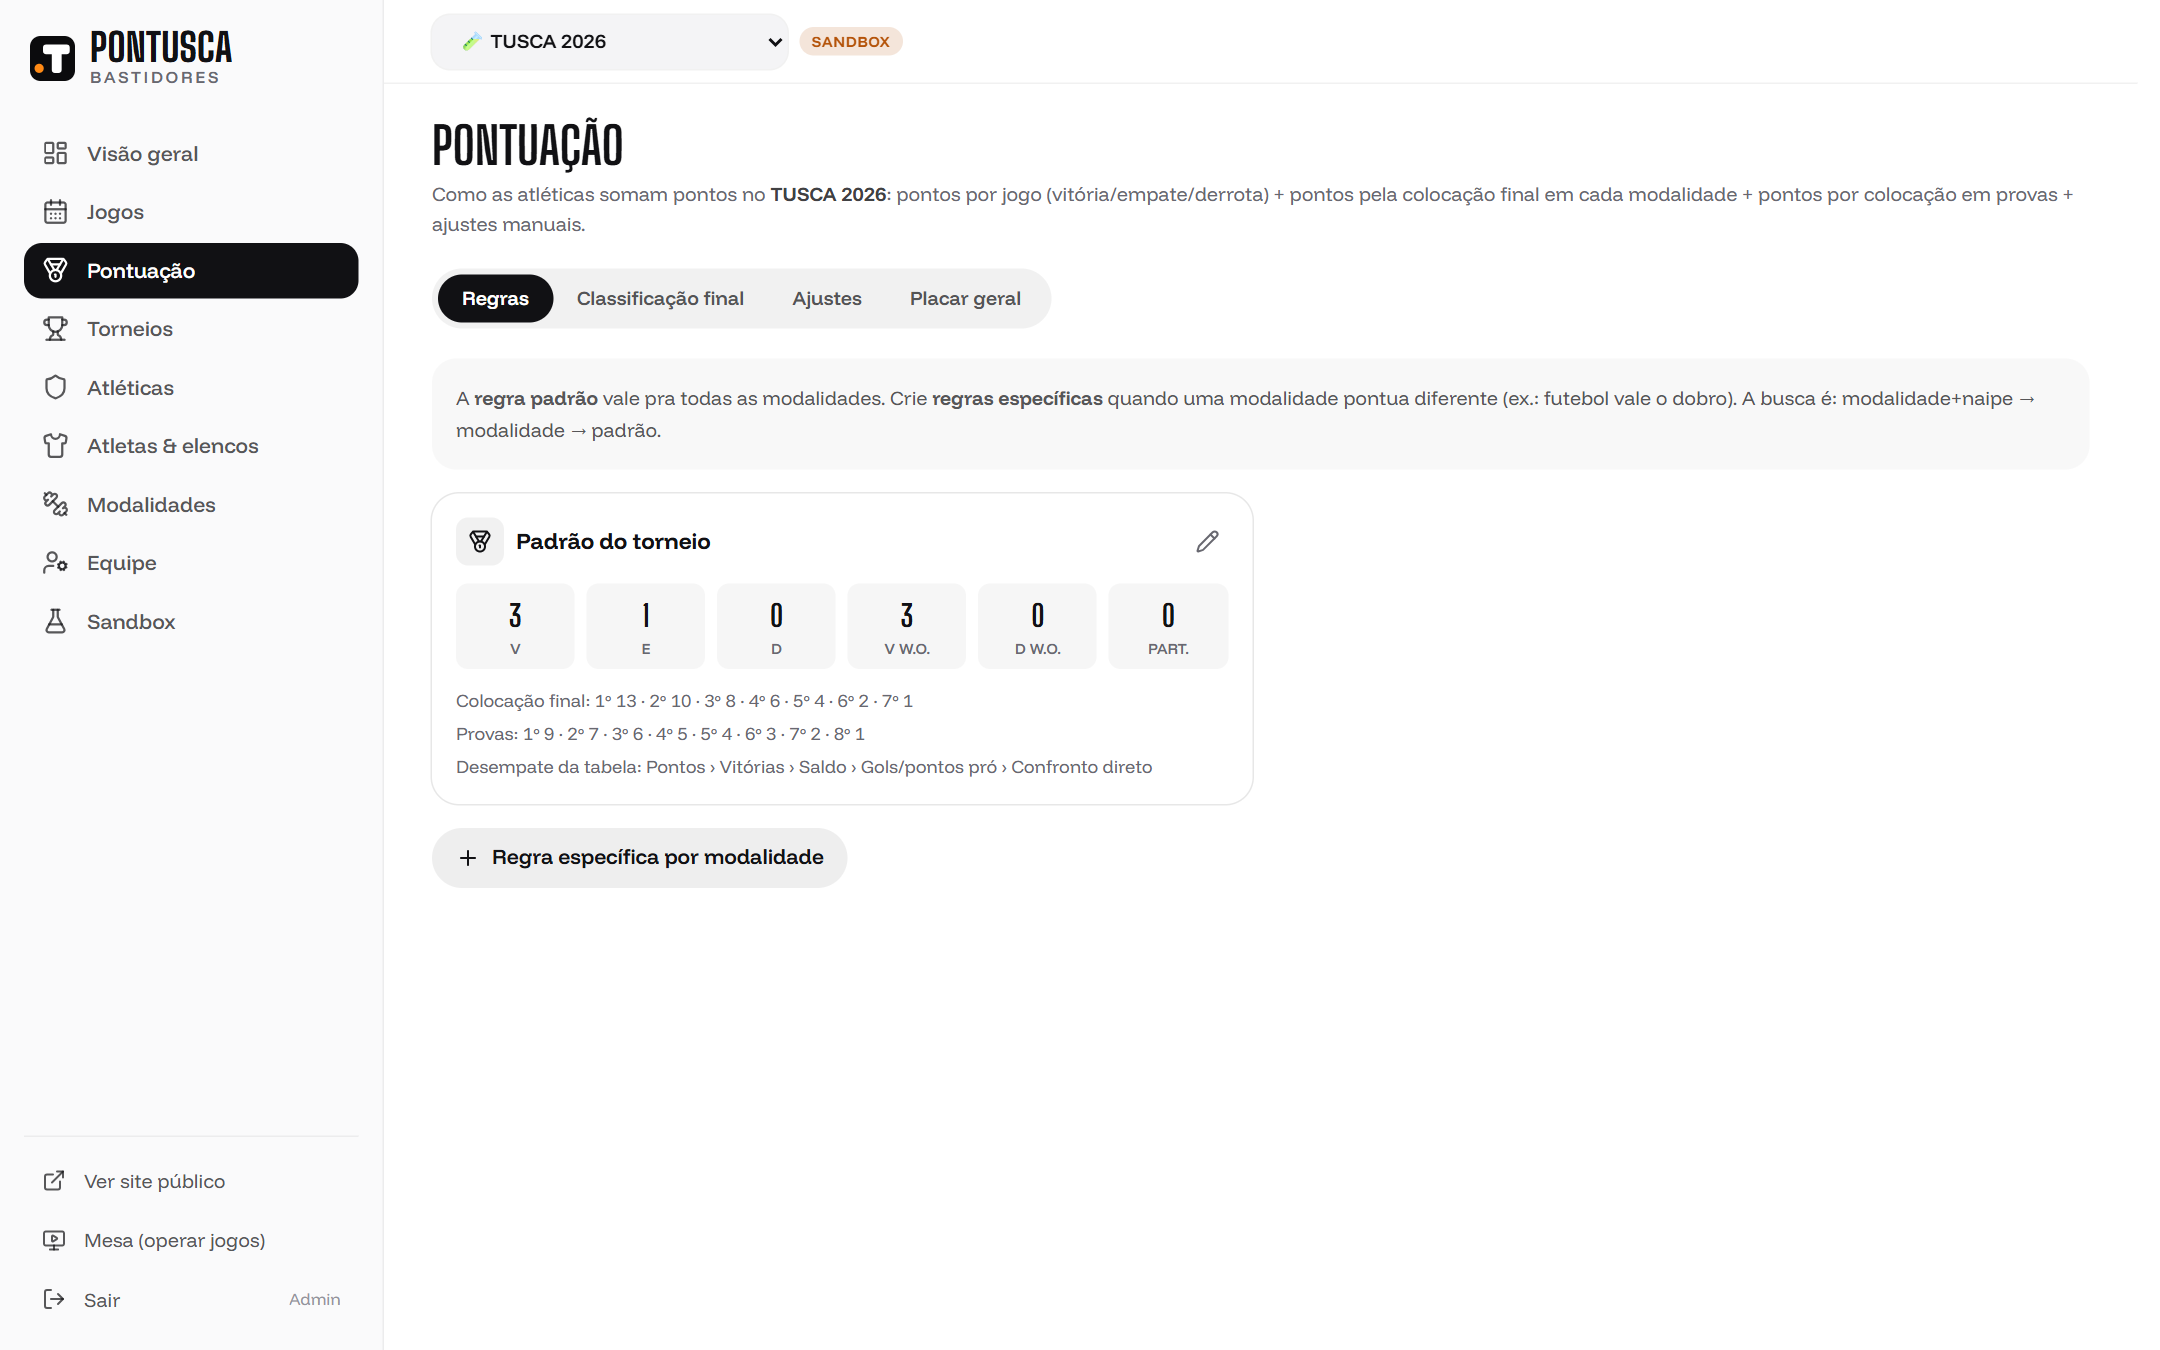 .T PONTUSCA
BASTIDORES
Visão geral
Jogos
Pontuação
Torneios
Atléticas
Atletas & elencos
Modalidades
Equipe
Sandbox
Ver site público
Mesa (operar jogos)
Sair Admin
TUSCA 2026 SANDBOX
PONTUAÇÃO
Como as atléticas somam pontos no TUSCA 2026: pontos por jogo (vitória/empate/derrota) + pontos pela colocação final em cada modalidade + pontos por colocação em provas +
ajustes manuais.
Regras Classificação final Ajustes Placar geral
A regra padrão vale pra todas as modalidades. Crie regras específicas quando uma modalidade pontua diferente (ex.: futebol vale o dobro). A busca é: modalidade+naipe →
modalidade → padrão.
Padrão do torneio
3 1 0 3 0 0
V E D V W.O. D W.O. PART.
Colocação final: 1º 13 · 2º 10 · 3º 8 · 4º 6 · 5º 4 · 6º 2 · 7º 1
Provas: 1º 9 · 2º 7 · 3º 6 · 4º 5 · 5º 4 · 6º 3 · 7º 2 · 8º 1
Desempate da tabela: Pontos › Vitórias › Saldo › Gols/pontos pró › Confronto direto
+ Regra específica por modalidade